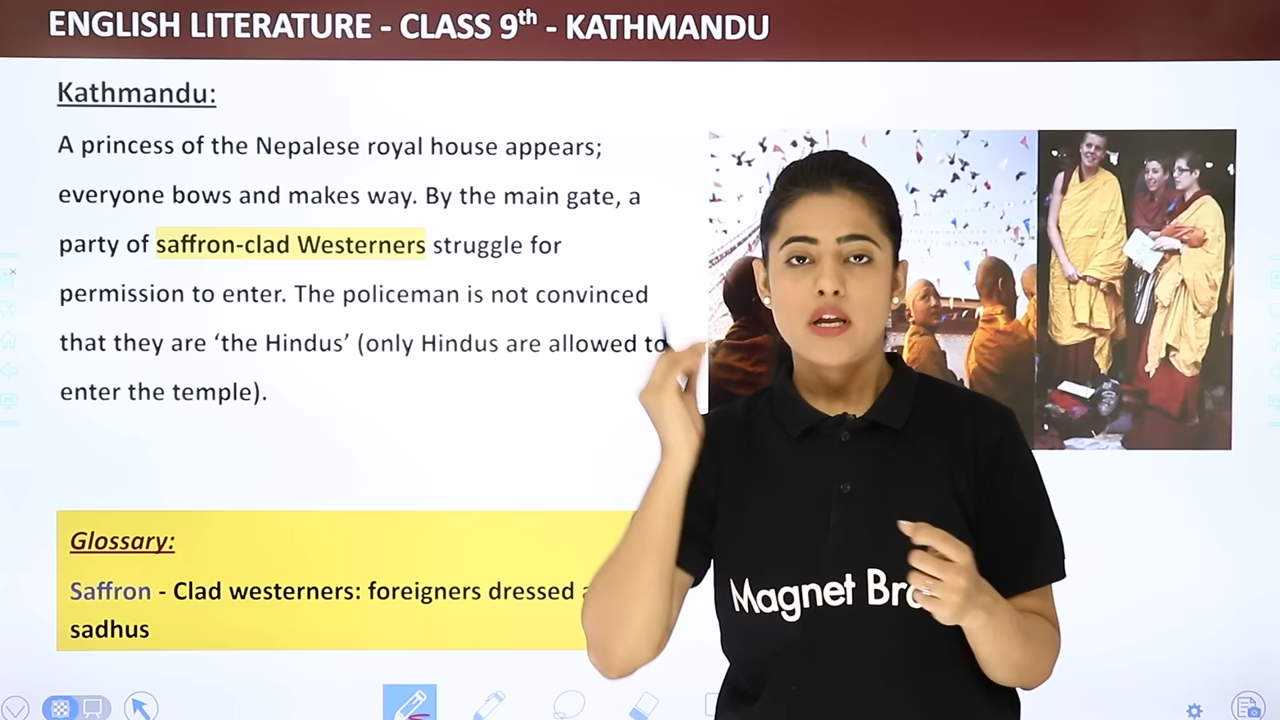 ENGLISH LITERATURE - CLASS 9th - KATHMANDU
Kathmandu:
A princess of the Nepalese royal house appears;
everyone bows and makes way. By the main gate, a
party of saffron-clad Westerners struggle for
permission to enter. The policeman is not convinced
that they are ‘the Hindus’ (only Hindus are allowed to
enter the temple).
Glossary:
Saffron - Clad westerners: foreigners dressed
sadhus
Magnet